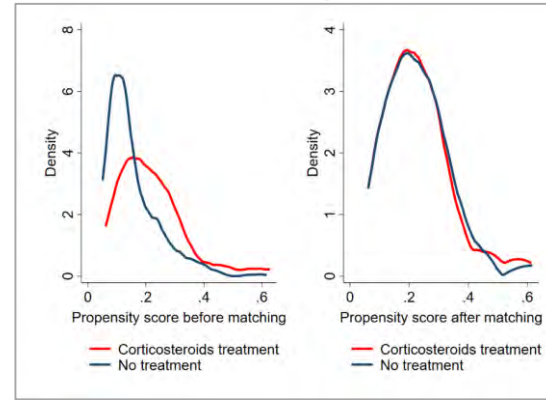 8
6
4
2
0
Density
0
.2
.4
.6
Propensity score before matching
Corticosteroids treatment
No treatment
4
3
2
1
0
Density
0
.2
.4
.6
Propensity score after matching
Corticosteroids treatment
No treatment